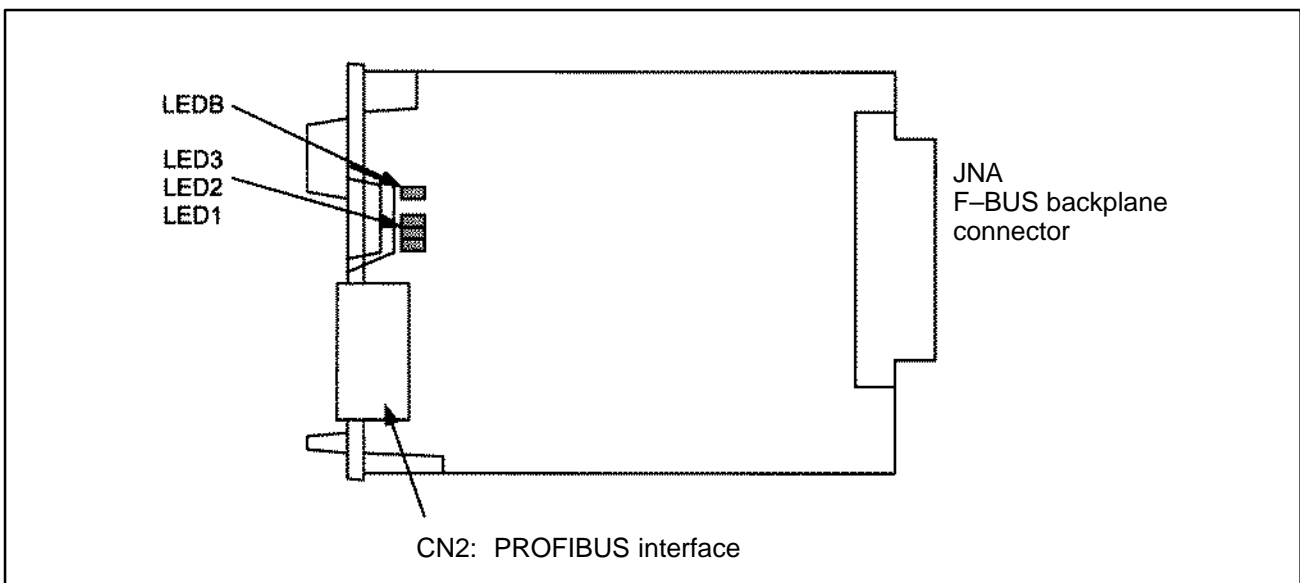 LEDB
LED3
LED2
LED1
JNA
F–BUS backplane
connector
CN2: PROFIBUS interface